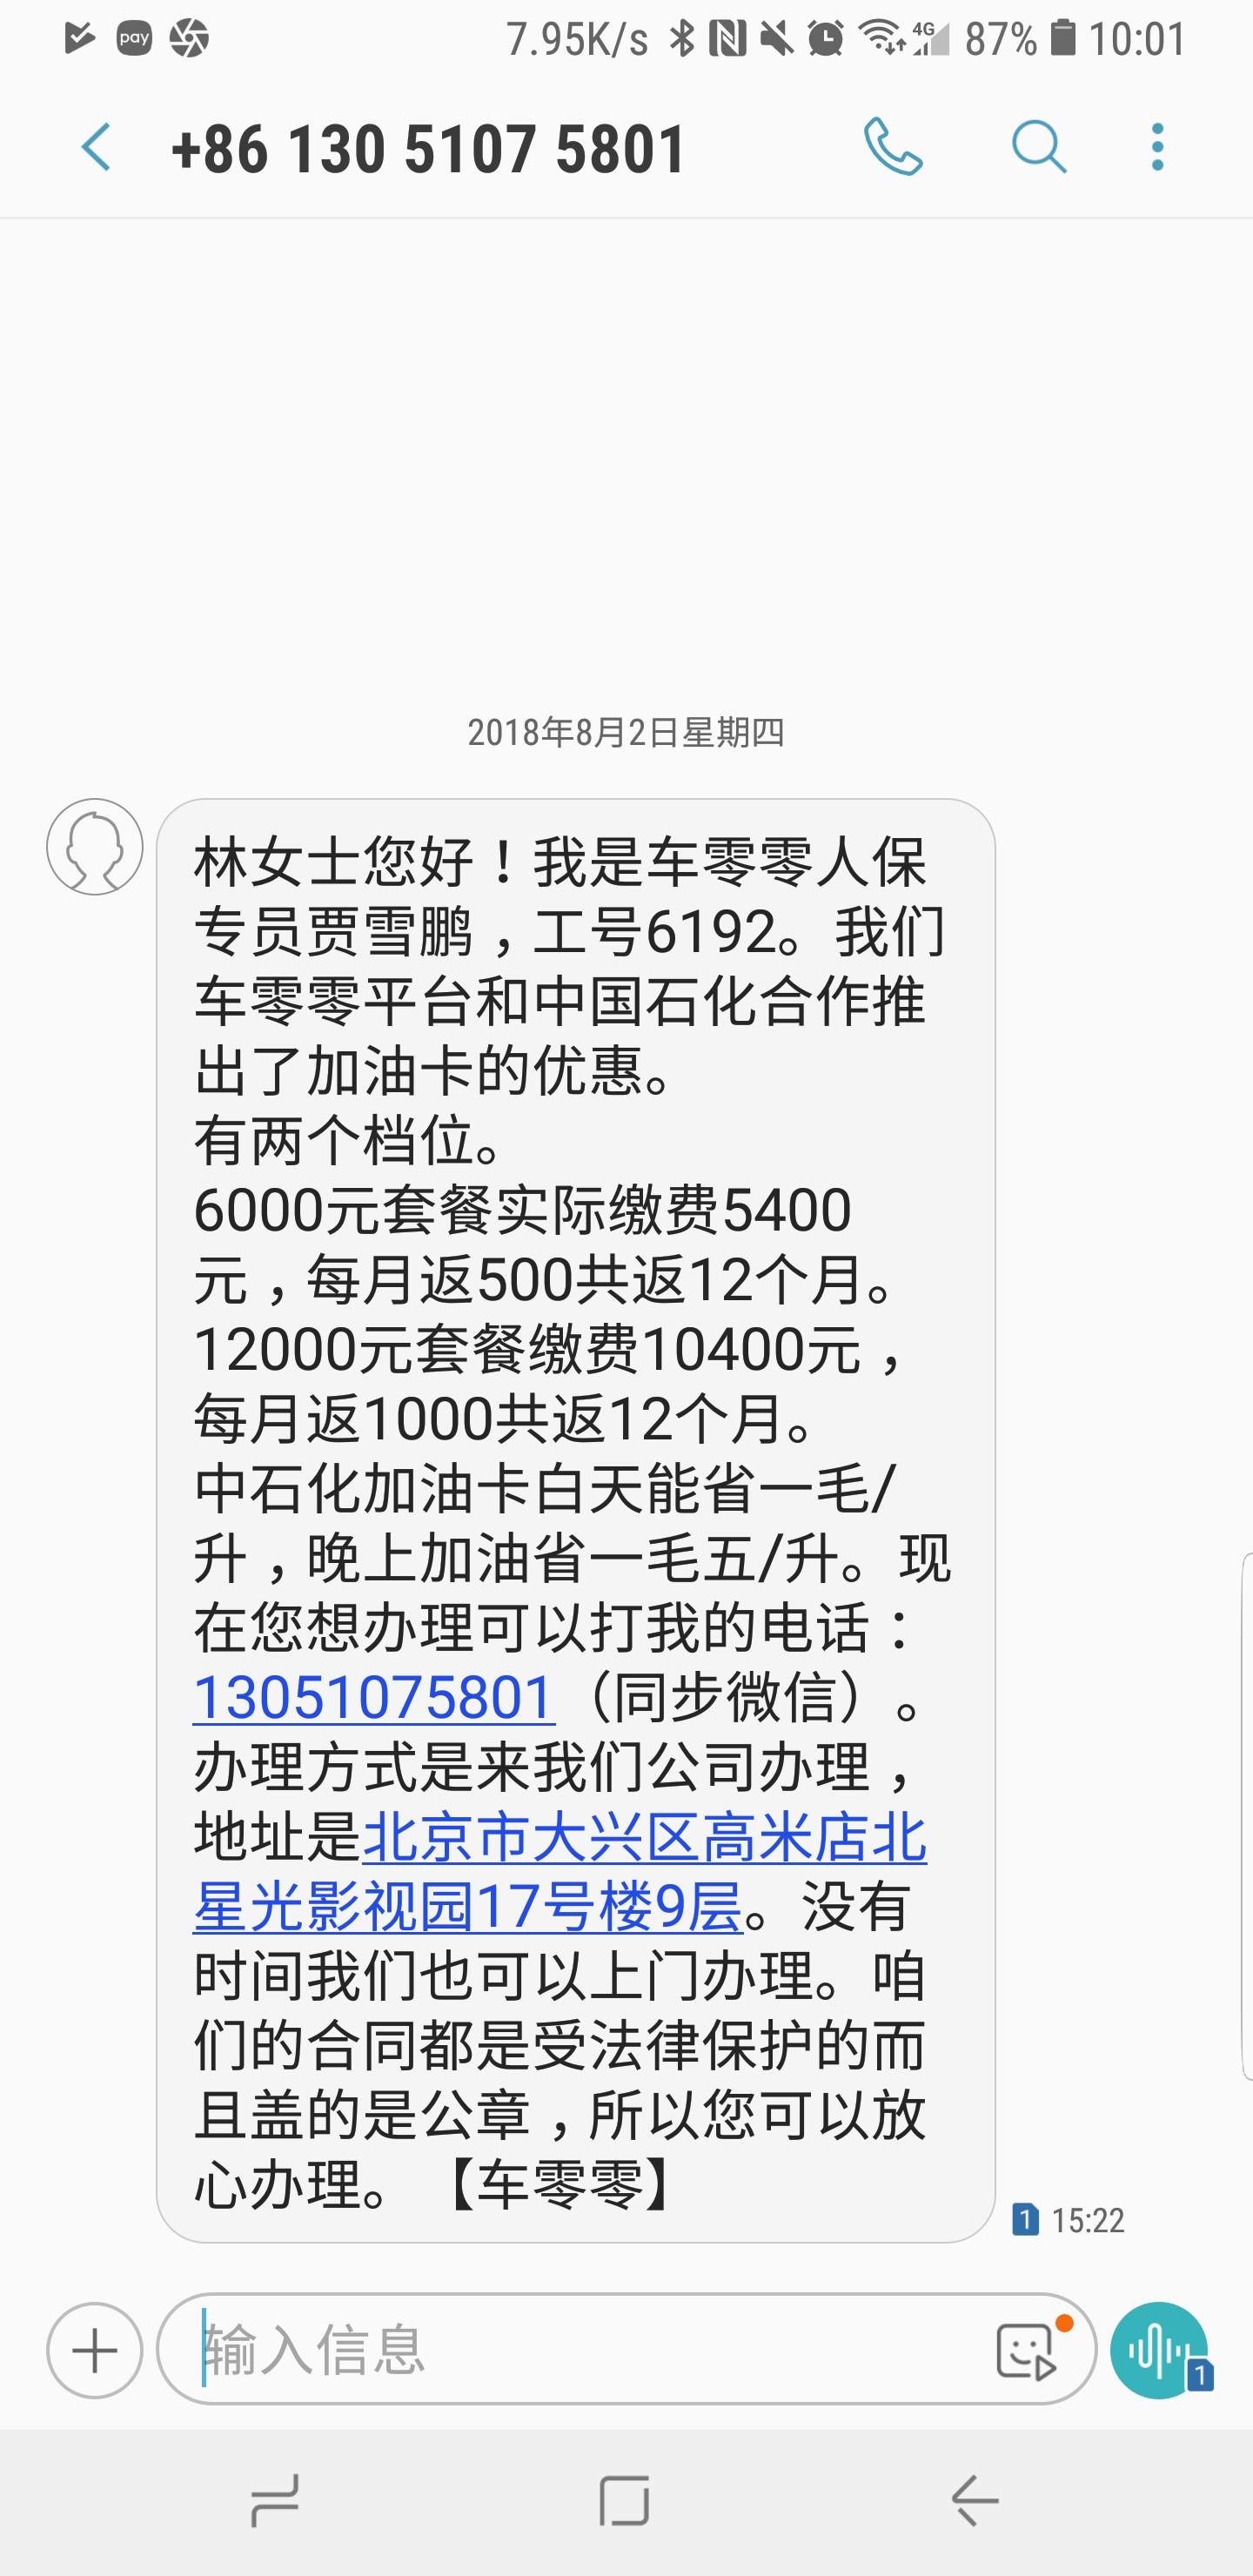 pay
7.95K/s 4G 87% 10:01
+86 130 5107 5801
2018年8月2日星期四
林女士您好！我是车零零人保
专员贾雪鹏，工号6192。我们
车零零平台和中国石化合作推
出了加油卡的优惠。
有两个档位。
6000元套餐实际缴费5400
元，每月返500共返12个月。
12000元套餐缴费10400元，
每月返1000共返12个月。
中石化加油卡白天能省一毛/
升，晚上加油省一毛五/升。现
在您想办理可以打我的电话：
13051075801（同步微信）。
办理方式是来我们公司办理，
地址是北京市大兴区高米店北
星光影视园17号楼9层。没有
时间我们也可以上门办理。咱
们的合同都是受法律保护的而
且盖的是公章，所以您可以放
心办理。【车零零】
1 15:22
输入信息
1